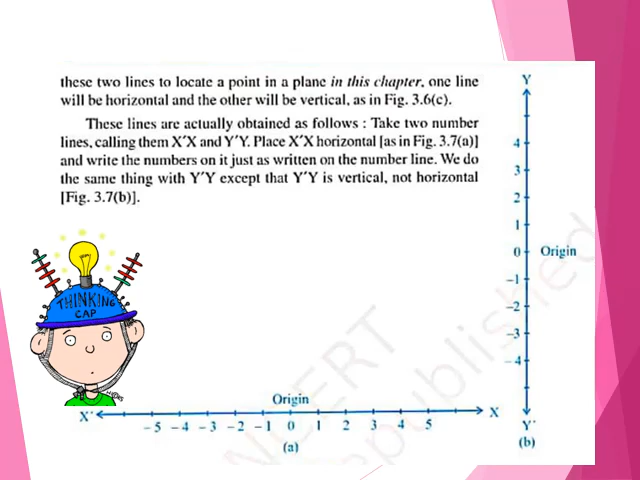 these two lines to locate a point in a plane in this chapter, one line
will be horizontal and the other will be vertical, as in Fig. 3.6(c).
These lines are actually obtained as follows : Take two number
lines, calling them X′X and Y′Y. Place X′X horizontal [as in Fig. 3.7(a)]
and write the numbers on it just as written on the number line. We do
the same thing with Y′Y except that Y′Y is vertical, not horizontal
[Fig. 3.7(b)].
THINKING
CAP
Y
4
3
2
1
0 Origin
–1
–2
–3
–4
Y′
(b)
Origin
X′ X
–5 –4 –3 –2 –1 0 1 2 3 4 5
(a)
NCERT
republished